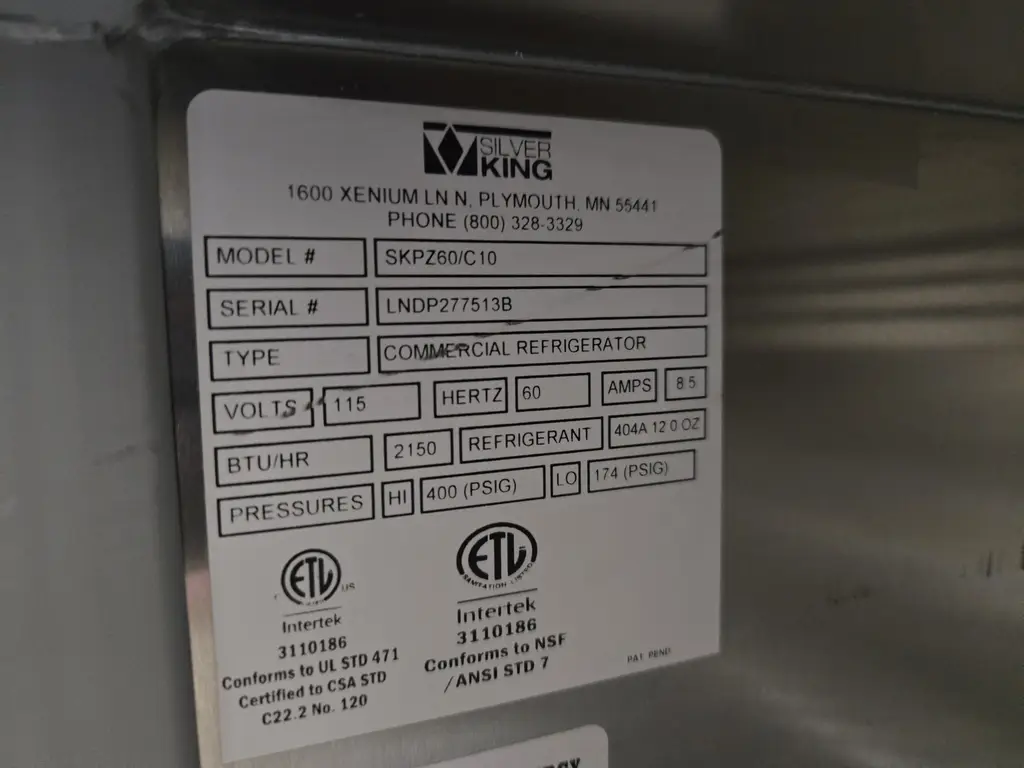 SILVER
KING
1600 XENIUM LN N, PLYMOUTH, MN 55441
PHONE (800) 328-3329
MODEL # SKPZ60/C10
SERIAL # LNDP277513B
TYPE COMMERCIAL REFRIGERATOR
VOLTS 115 HERTZ 60 AMPS 8.5
BTU/HR 2150 REFRIGERANT 404A 12.0 OZ
PRESSURES HI 400 (PSIG) LO 174 (PSIG)
ETL US
Intertek
3110186
Conforms to UL STD 471
Certified to CSA STD
C22.2 No. 120
ETL
SANITATION LISTED
Intertek
3110186
Conforms to NSF
/ANSI STD 7
PAT PEND